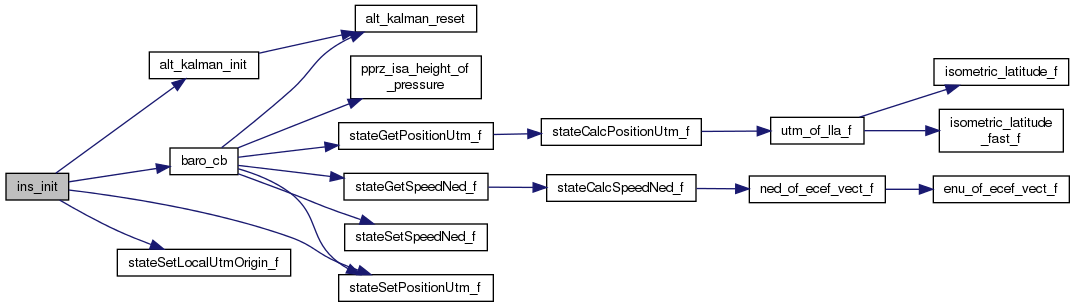 ins_init
alt_kalman_init
baro_cb
stateSetLocalUtmOrigin_f
alt_kalman_reset
pprz_isa_height_of
_pressure
stateGetPositionUtm_f
stateGetSpeedNed_f
stateSetSpeedNed_f
stateSetPositionUtm_f
stateCalcPositionUtm_f
stateCalcSpeedNed_f
utm_of_lla_f
ned_of_ecef_vect_f
isometric_latitude_f
isometric_latitude
_fast_f
enu_of_ecef_vect_f